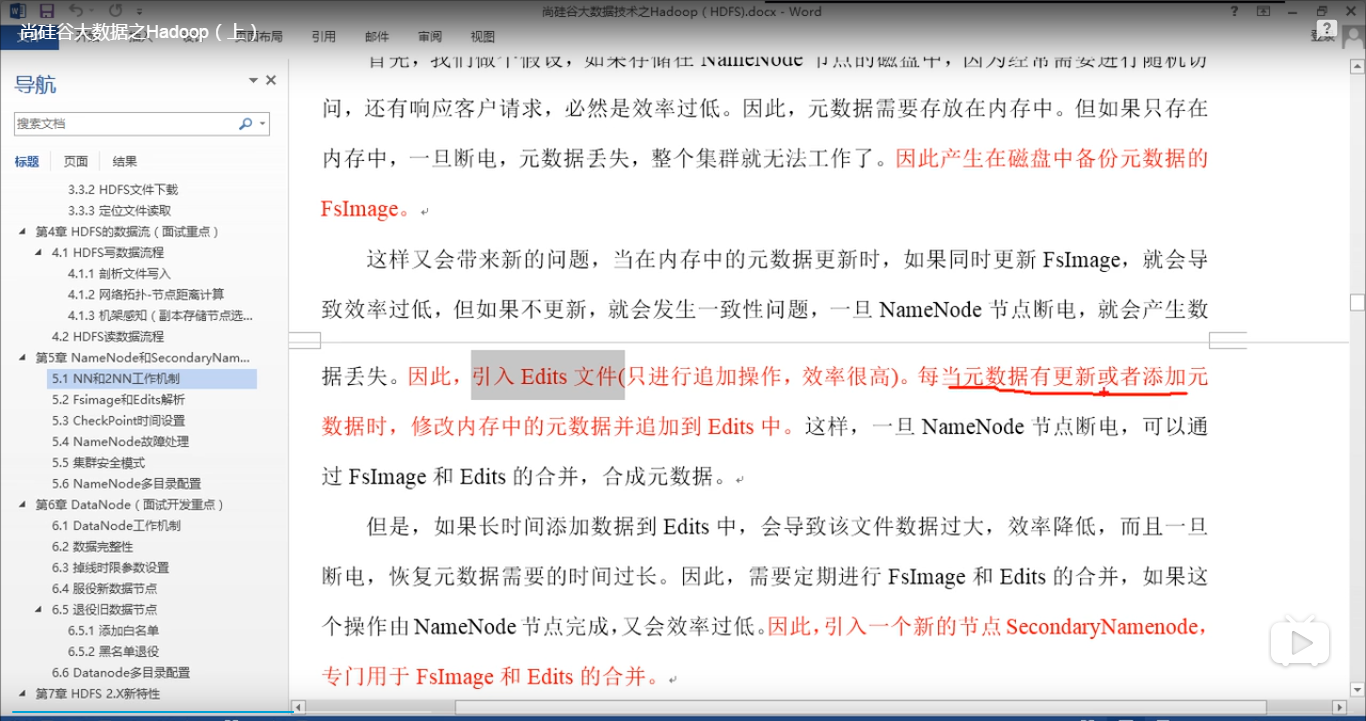 尚硅谷大数据技术之Hadoop（HDFS).docx - Word
尚硅谷大数据之Hadoop（上）
页面布局 引用 邮件 审阅 视图
导航
搜索文档
标题 页面 结果
3.3.2 HDFS文件下载
3.3.3 定位文件读取
第4章 HDFS的数据流（面试重点）
4.1 HDFS写数据流程
4.1.1 剖析文件写入
4.1.2 网络拓扑-节点距离计算
4.1.3 机架感知（副本存储节点选...
4.2 HDFS读数据流程
第5章 NameNode和SecondaryNam...
5.1 NN和2NN工作机制
5.2 Fsimage和Edits解析
5.3 CheckPoint时间设置
5.4 NameNode故障处理
5.5 集群安全模式
5.6 NameNode多目录配置
第6章 DataNode（面试开发重点）
6.1 DataNode工作机制
6.2 数据完整性
6.3 掉线时限参数设置
6.4 服役新数据节点
6.5 退役旧数据节点
6.5.1 添加白名单
6.5.2 黑名单退役
6.6 Datanode多目录配置
第7章 HDFS 2.X新特性
首先，我们做个假设，如果存储在 NameNode 节点的磁盘中，因为经常需要进行随机访
问，还有响应客户请求，必然是效率过低。因此，元数据需要存放在内存中。但如果只存在
内存中，一旦断电，元数据丢失，整个集群就无法工作了。因此产生在磁盘中备份元数据的
FsImage。
这样又会带来新的问题，当在内存中的元数据更新时，如果同时更新 FsImage，就会导
致效率过低，但如果不更新，就会发生一致性问题，一旦 NameNode 节点断电，就会产生数
据丢失。因此，引入 Edits 文件(只进行追加操作，效率很高)。每当元数据有更新或者添加元
数据时，修改内存中的元数据并追加到 Edits 中。这样，一旦 NameNode 节点断电，可以通
过 FsImage 和 Edits 的合并，合成元数据。
但是，如果长时间添加数据到 Edits 中，会导致该文件数据过大，效率降低，而且一旦
断电，恢复元数据需要的时间过长。因此，需要定期进行 FsImage 和 Edits 的合并，如果这
个操作由 NameNode 节点完成，又会效率过低。因此，引入一个新的节点 SecondaryNamenode，
专门用于 FsImage 和 Edits 的合并。